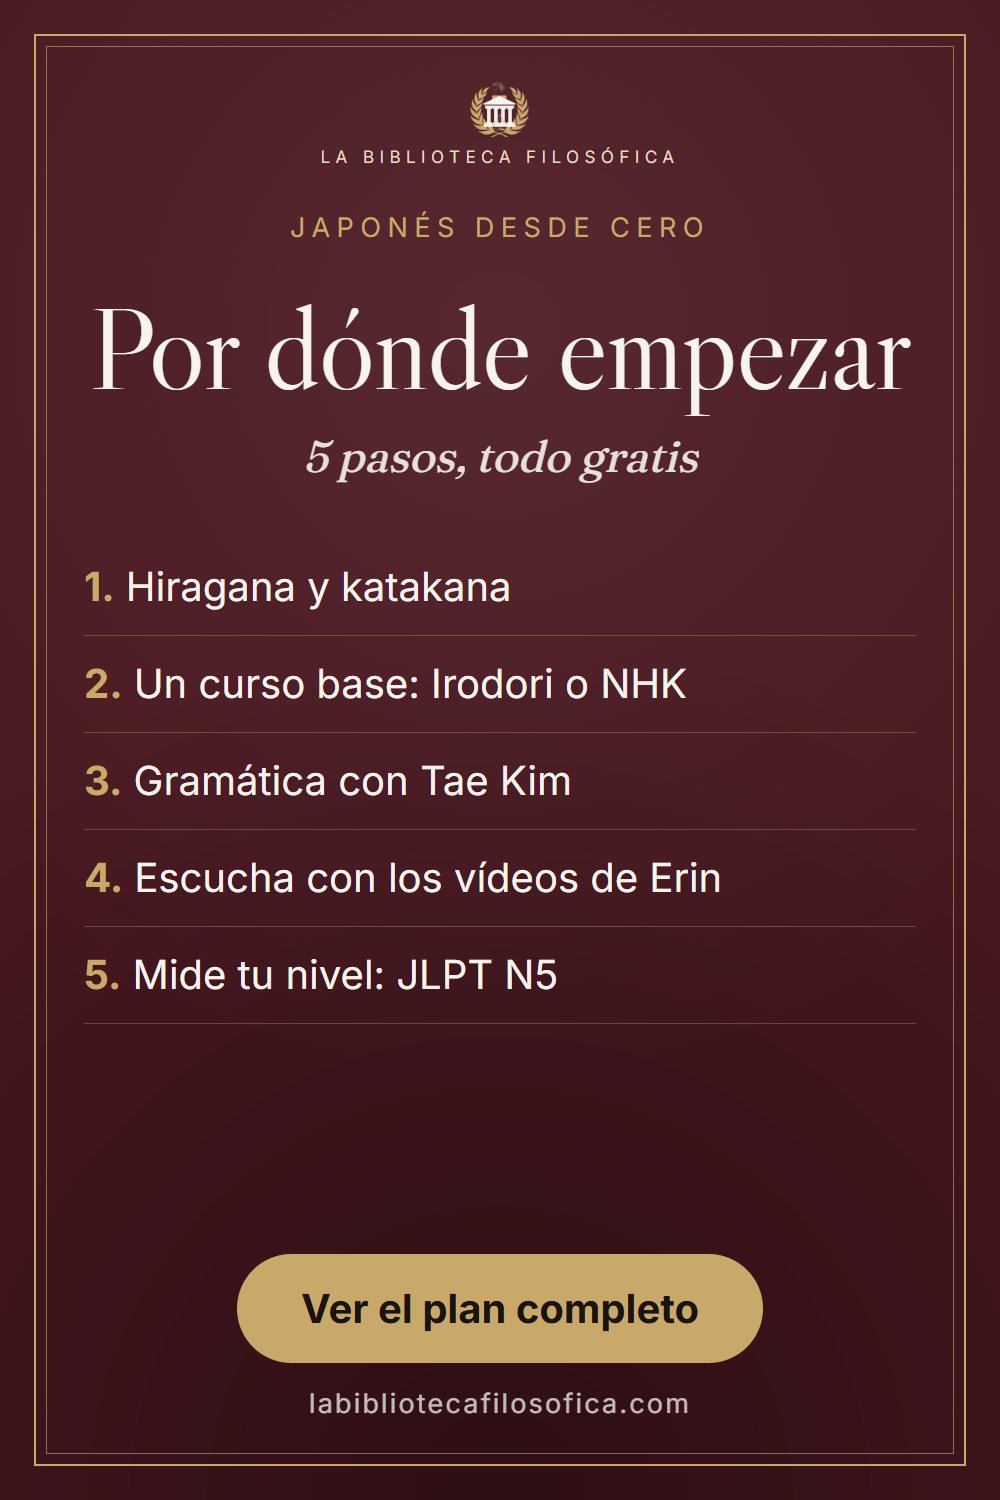 LA BIBLIOTECA FILOSÓFICA
JAPONÉS DESDE CERO
Por dónde empezar
5 pasos, todo gratis
1. Hiragana y katakana
2. Un curso base: Irodori o NHK
3. Gramática con Tae Kim
4. Escucha con los vídeos de Erin
5. Mide tu nivel: JLPT N5
Ver el plan completo
labibliotecafilosofica.com